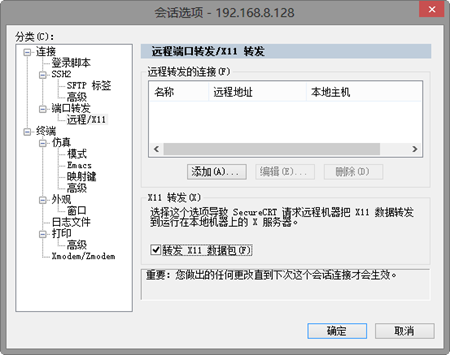 会话选项 - 192.168.8.128
分类(C):
连接
登录脚本
SSH2
SFTP 标签
高级
端口转发
远程/X11
终端
仿真
模式
Emacs
映射键
高级
外观
窗口
日志文件
打印
高级
Xmodem/Zmodem
远程端口转发/X11 转发
远程转发的连接(F)
名称 远程地址 本地主机
添加(A)... 编辑(E)... 删除(D)
X11 转发(X)
选择这个选项导致 SecureCRT 请求远程机器把 X11 数据转发
到运行在本地机器上的 X 服务器。
转发 X11 数据包(F)
重要: 您做出的任何更改直到下次这个会话连接才会生效。
确定 取消